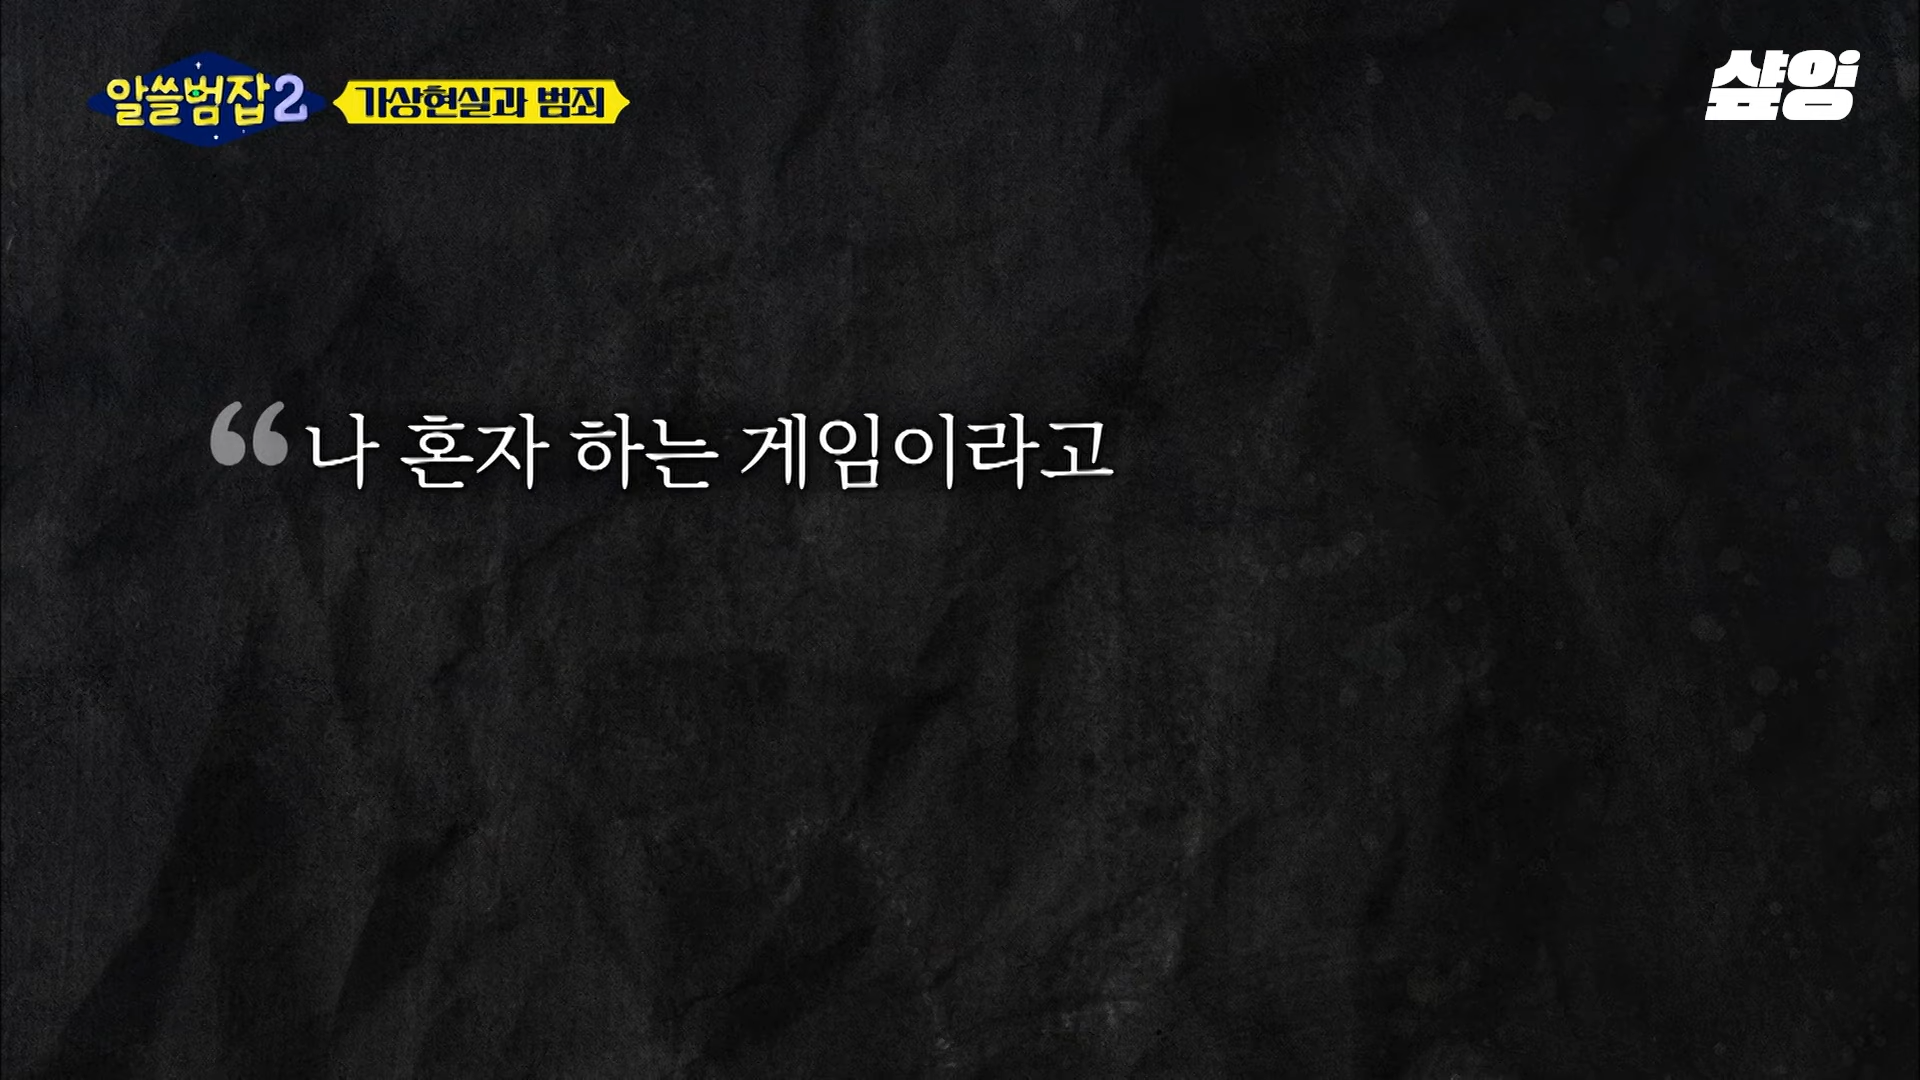 알쓸범잡2 가상현실과 범죄
샾잉
“나 혼자 하는 게임이라고